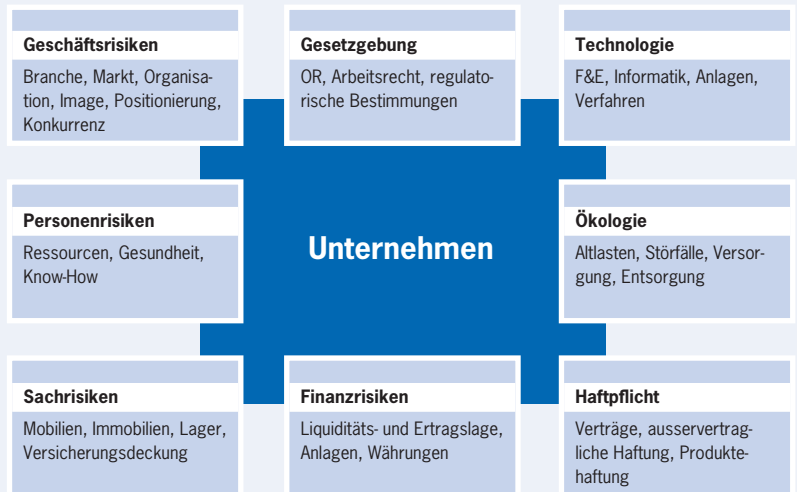 Geschäftsrisiken
Branche, Markt, Organisa-
tion, Image, Positionierung,
Konkurrenz
Gesetzgebung
OR, Arbeitsrecht, regulato-
rische Bestimmungen
Technologie
F&E, Informatik, Anlagen,
Verfahren
Personenrisiken
Ressourcen, Gesundheit,
Know-How
Unternehmen
Ökologie
Altlasten, Störfälle, Versor-
gung, Entsorgung
Sachrisiken
Mobilien, Immobilien, Lager,
Versicherungsdeckung
Finanzrisiken
Liquiditäts- und Ertragslage,
Anlagen, Währungen
Haftpflicht
Verträge, ausservertrag-
liche Haftung, Produkte-
haftung